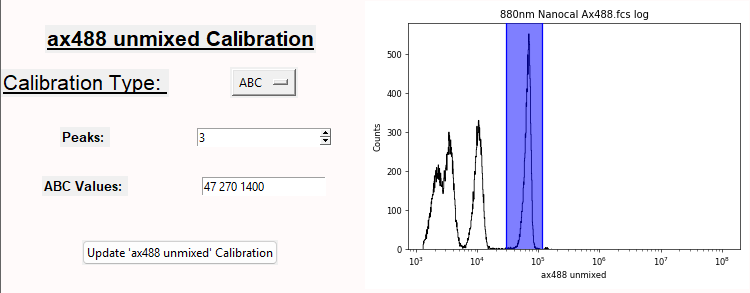 ax488 unmixed Calibration
Calibration Type:
ABC
Peaks:
3
ABC Values:
47 270 1400
Update 'ax488 unmixed' Calibration
880nm Nanocal Ax488.fcs log
500
400
300
200
100
0
Counts
10³ 10⁴ 10⁵ 10⁶ 10⁷ 10⁸
ax488 unmixed